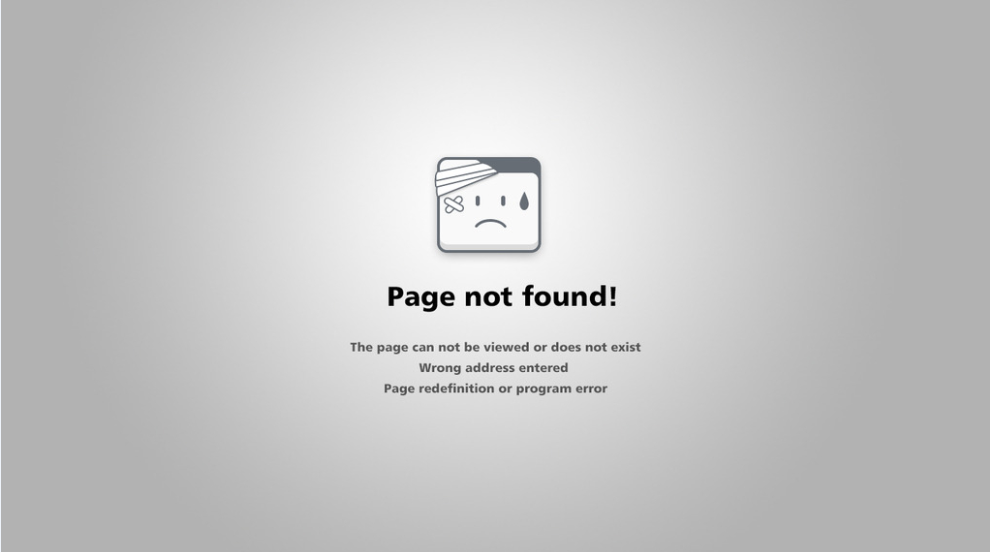 Page not found!
The page can not be viewed or does not exist
Wrong address entered
Page redefinition or program error